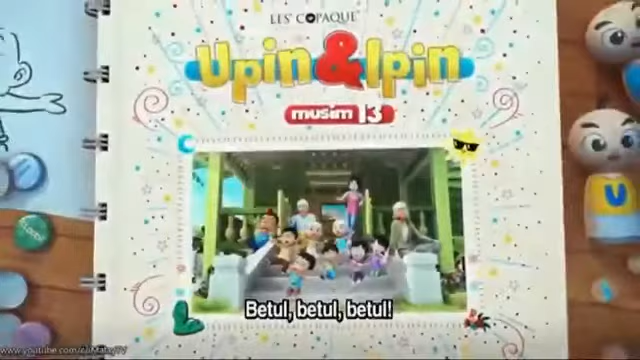 LES' COPAQUE
Upin & Ipin
musim 13
U
Betul, betul, betul!